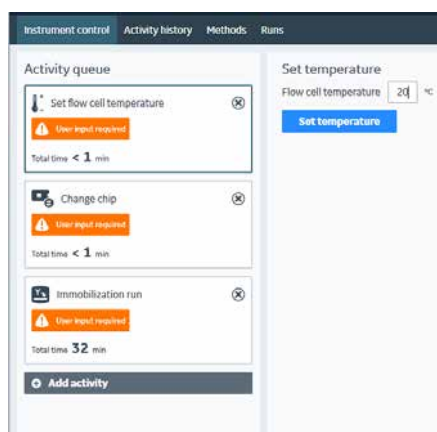 Instrument control Activity history Methods Runs
Activity queue
Set flow cell temperature
User input required
Total time < 1 min
Change chip
User input required
Total time < 1 min
Immobilization run
User input required
Total time 32 min
Add activity
Set temperature
Flow cell temperature 20 °C
Set temperature